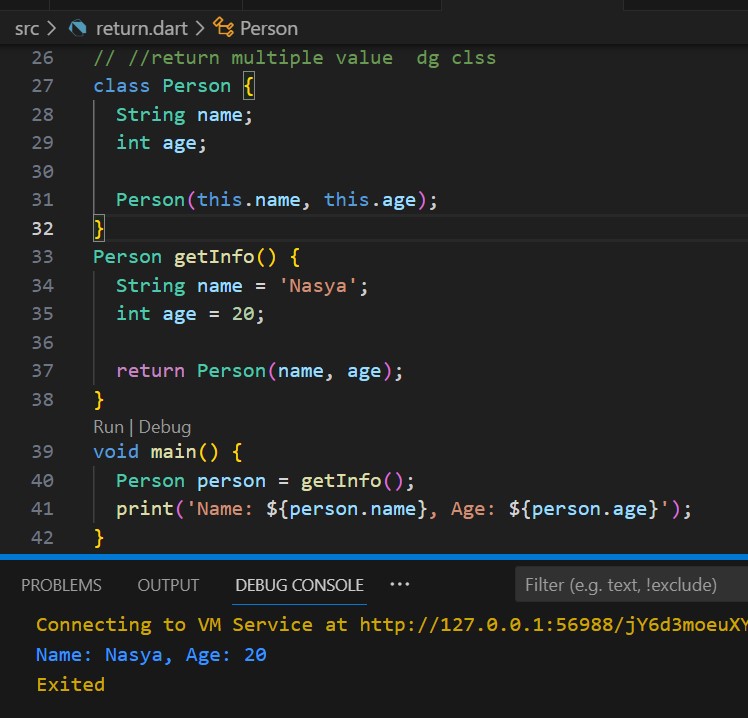 src > return.dart > Person
26 // //return multiple value  dg clss
27 class Person {
28   String name;
29   int age;
30
31   Person(this.name, this.age);
32 }
33 Person getInfo() {
34   String name = 'Nasya';
35   int age = 20;
36
37   return Person(name, age);
38 }
Run | Debug
39 void main() {
40   Person person = getInfo();
41   print('Name: ${person.name}, Age: ${person.age}');
42 }
PROBLEMS OUTPUT DEBUG CONSOLE ··· Filter (e.g. text, !exclude)
Connecting to VM Service at http://127.0.0.1:56988/jY6d3moeuXY
Name: Nasya, Age: 20
Exited